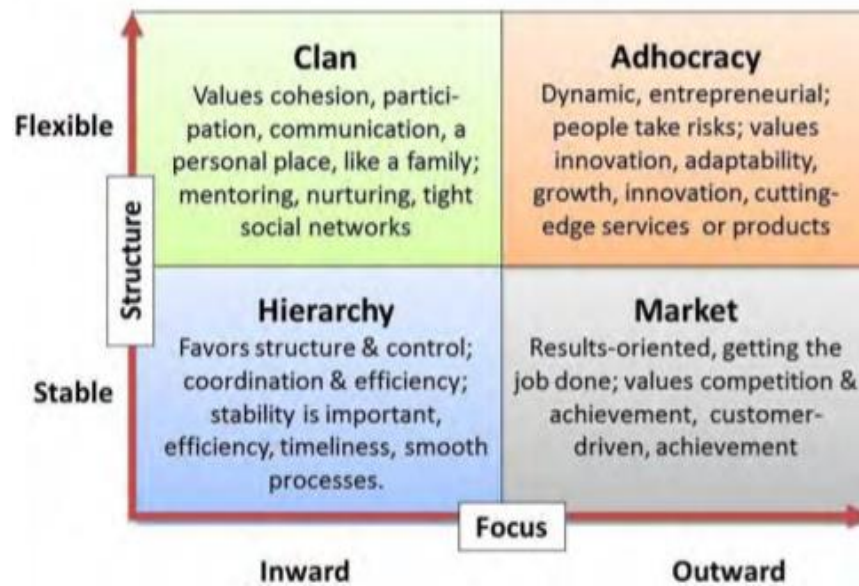 Clan
Values cohesion, partici-
pation, communication, a
personal place, like a family;
mentoring, nurturing, tight
social networks
Adhocracy
Dynamic, entrepreneurial;
people take risks; values
innovation, adaptability,
growth, innovation, cutting-
edge services or products
Flexible
Structure
Stable
Hierarchy
Favors structure & control;
coordination & efficiency;
stability is important,
efficiency, timeliness, smooth
processes.
Market
Results-oriented, getting the
job done; values competition &
achievement, customer-
driven, achievement
Focus
Inward
Outward